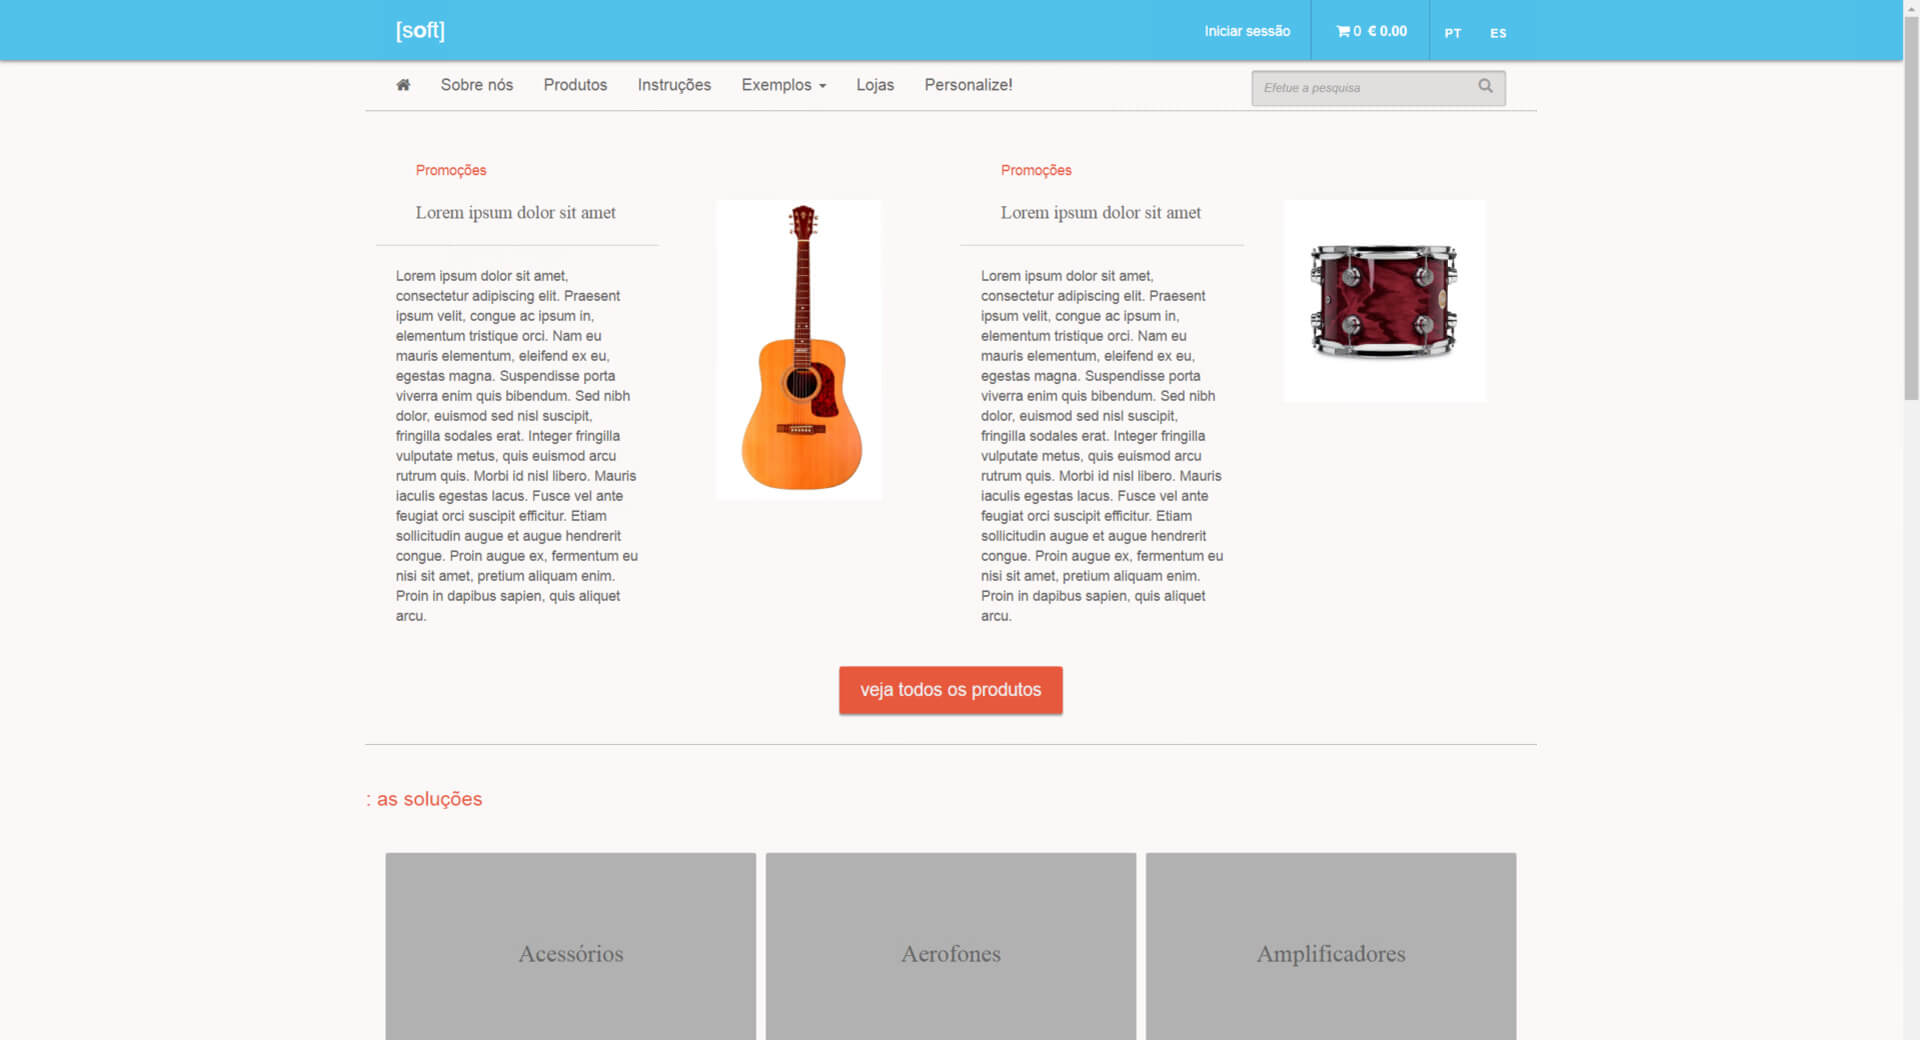 [soft]
Iniciar sessão
0 € 0.00
PT
ES
Sobre nós
Produtos
Instruções
Exemplos
Lojas
Personalize!
Efetue a pesquisa
Promoções
Lorem ipsum dolor sit amet
Lorem ipsum dolor sit amet,
consectetur adipiscing elit. Praesent
ipsum velit, congue ac ipsum in,
elementum tristique orci. Nam eu
mauris elementum, eleifend ex eu,
egestas magna. Suspendisse porta
viverra enim quis bibendum. Sed nibh
dolor, euismod sed nisl suscipit,
fringilla sodales erat. Integer fringilla
vulputate metus, quis euismod arcu
rutrum quis. Morbi id nisl libero. Mauris
iaculis egestas lacus. Fusce vel ante
feugiat orci suscipit efficitur. Etiam
sollicitudin augue et augue hendrerit
congue. Proin augue ex, fermentum eu
nisi sit amet, pretium aliquam enim.
Proin in dapibus sapien, quis aliquet
arcu.
Promoções
Lorem ipsum dolor sit amet
Lorem ipsum dolor sit amet,
consectetur adipiscing elit. Praesent
ipsum velit, congue ac ipsum in,
elementum tristique orci. Nam eu
mauris elementum, eleifend ex eu,
egestas magna. Suspendisse porta
viverra enim quis bibendum. Sed nibh
dolor, euismod sed nisl suscipit,
fringilla sodales erat. Integer fringilla
vulputate metus, quis euismod arcu
rutrum quis. Morbi id nisl libero. Mauris
iaculis egestas lacus. Fusce vel ante
feugiat orci suscipit efficitur. Etiam
sollicitudin augue et augue hendrerit
congue. Proin augue ex, fermentum eu
nisi sit amet, pretium aliquam enim.
Proin in dapibus sapien, quis aliquet
arcu.
veja todos os produtos
: as soluções
Acessórios
Aerofones
Amplificadores